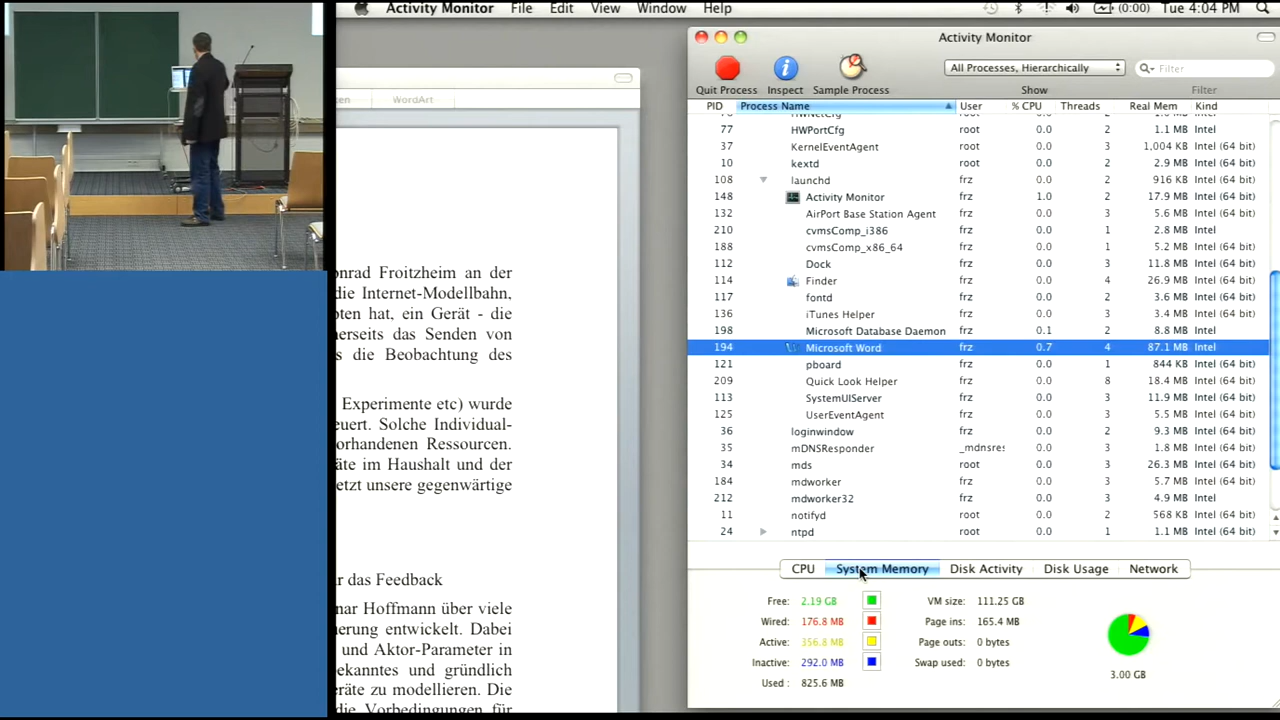 Activity Monitor File Edit View Window Help (0:00) Tue 4:04 PM
WordArt
onrad Froitzheim an der
die Internet-Modellbahn,
oten hat, ein Gerät - die
nerseits das Senden von
s die Beobachtung des
Experimente etc) wurde
euert. Solche Individual-
orhandenen Ressourcen.
äte im Haushalt und der
etzt unsere gegenwärtige
r das Feedback
nar Hoffmann über viele
uerung entwickelt. Dabei
und Aktor-Parameter in
ekanntes und gründlich
eräte zu modellieren. Die
die Vorbedingungen für
Activity Monitor
All Processes, Hierarchically
Filter
Quit Process Inspect Sample Process Show Filter
PID Process Name User % CPU Threads Real Mem Kind
77 HWPortCfg root 0.0 2 1.1 MB Intel
37 KernelEventAgent root 0.0 3 1,004 KB Intel (64 bit)
10 kextd root 0.0 2 2.9 MB Intel (64 bit)
108 launchd frz 0.0 2 916 KB Intel (64 bit)
148 Activity Monitor frz 1.0 2 17.9 MB Intel (64 bit)
132 AirPort Base Station Agent frz 0.0 3 5.6 MB Intel (64 bit)
210 cvmsComp_i386 frz 0.0 1 2.8 MB Intel
188 cvmsComp_x86_64 frz 0.0 1 5.2 MB Intel (64 bit)
112 Dock frz 0.0 3 11.8 MB Intel (64 bit)
114 Finder frz 0.0 4 26.9 MB Intel (64 bit)
117 fontd frz 0.0 2 3.6 MB Intel (64 bit)
136 iTunes Helper frz 0.0 3 3.4 MB Intel (64 bit)
198 Microsoft Database Daemon frz 0.1 2 8.8 MB Intel
194 Microsoft Word frz 0.7 4 87.1 MB Intel
121 pboard frz 0.0 1 844 KB Intel (64 bit)
209 Quick Look Helper frz 0.0 8 18.4 MB Intel (64 bit)
113 SystemUIServer frz 0.0 3 11.9 MB Intel (64 bit)
125 UserEventAgent frz 0.0 3 5.5 MB Intel (64 bit)
36 loginwindow frz 0.0 2 9.3 MB Intel (64 bit)
35 mDNSResponder _mdnsres 0.0 3 1.8 MB Intel (64 bit)
34 mds root 0.0 3 26.3 MB Intel (64 bit)
184 mdworker frz 0.0 3 5.7 MB Intel (64 bit)
212 mdworker32 frz 0.0 3 4.9 MB Intel
11 notifyd root 0.0 2 568 KB Intel (64 bit)
24 ntpd root 0.0 1 1.1 MB Intel (64 bit)
CPU System Memory Disk Activity Disk Usage Network
Free: 2.19 GB VM size: 111.25 GB
Wired: 176.8 MB Page ins: 165.4 MB
Active: 356.8 MB Page outs: 0 bytes
Inactive: 292.0 MB Swap used: 0 bytes
Used: 825.6 MB
3.00 GB